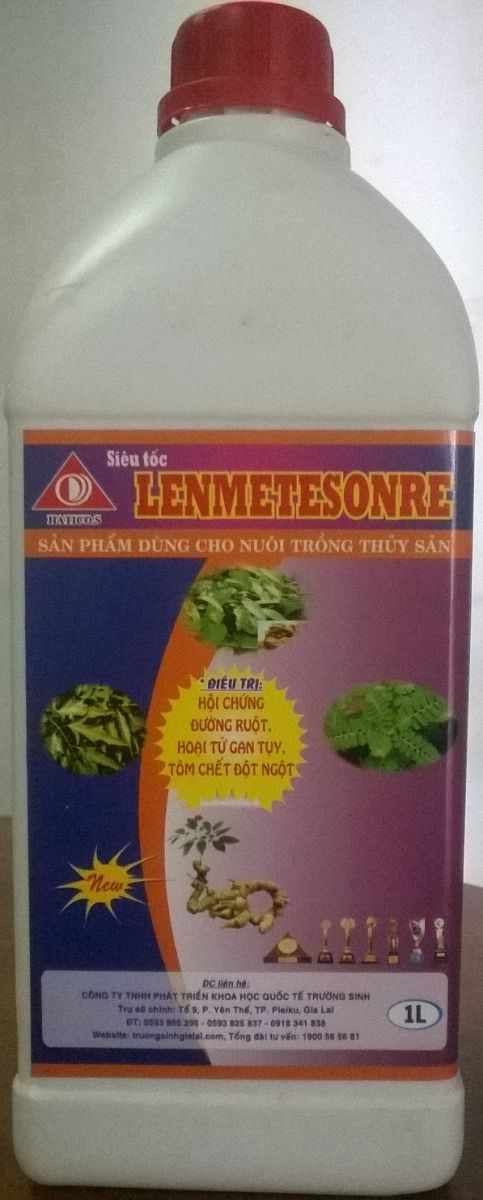 Siêu tốc
LENMETESONRE
HATICO.S
SẢN PHẨM DÙNG CHO NUÔI TRỒNG THỦY SẢN
* ĐIỀU TRỊ:
HỘI CHỨNG
ĐƯỜNG RUỘT,
HOẠI TỬ GAN TỤY,
TÔM CHẾT ĐỘT NGỘT
New
ĐC liên hệ:
CÔNG TY TNHH PHÁT TRIỂN KHOA HỌC QUỐC TẾ TRƯỜNG SINH
Trụ sở chính: Tổ 9, P. Yên Thế, TP. Pleiku, Gia Lai
ĐT: 0593 955 295 - 0593 825 837 - 0918 341 838
Website: truongsinhgialai.com, Tổng đài tư vấn: 1900 56 56 81
1L